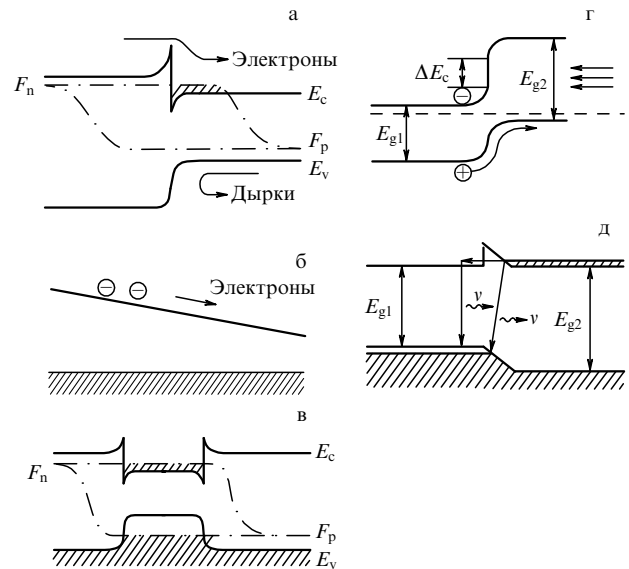 а
Электроны
F_n
E_c
F_p
E_v
Дырки
б
Электроны
в
E_c
F_n
F_p
E_v
г
ΔE_c
−
E_g2
E_g1
+
д
E_g1
ν
ν
E_g2